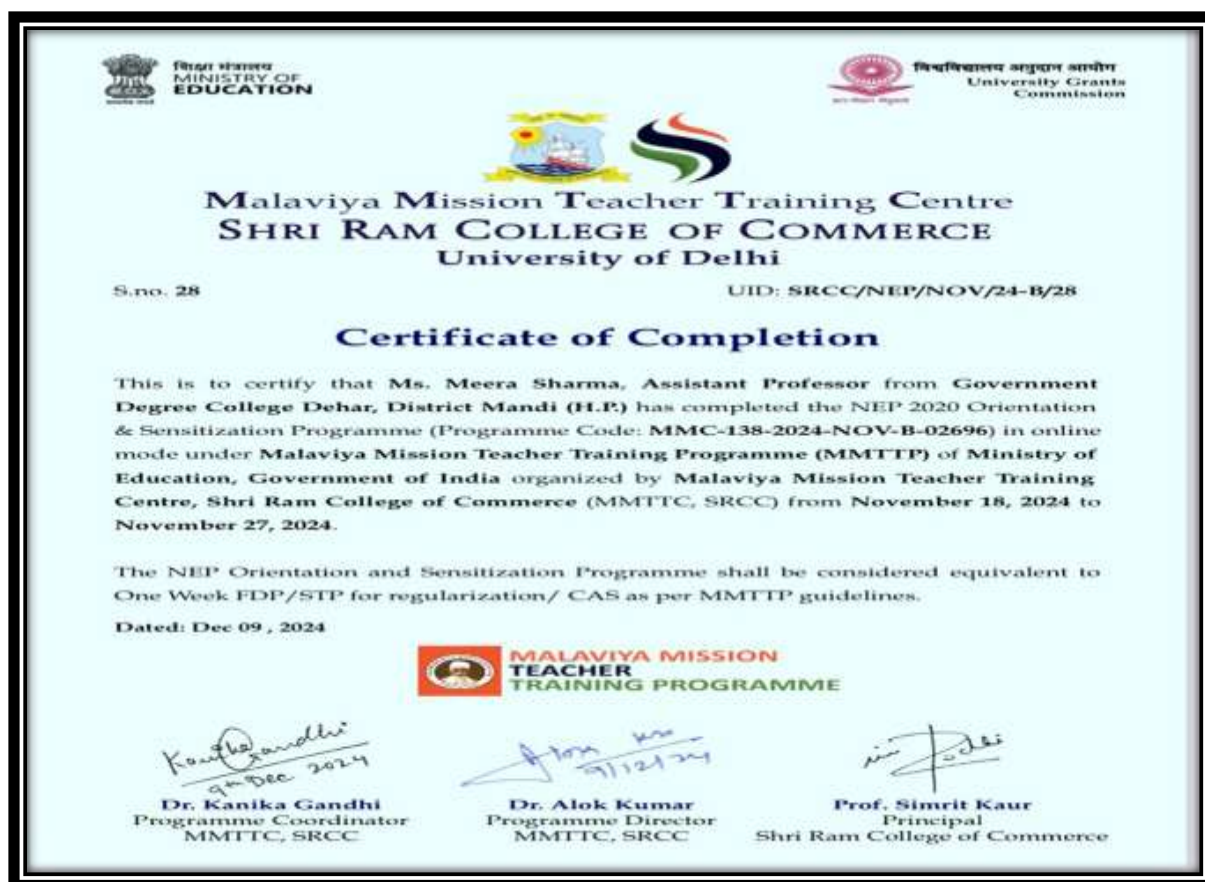 शिक्षा मंत्रालय
MINISTRY OF
EDUCATION
विश्वविद्यालय अनुदान आयोग
University Grants
Commission
Malaviya Mission Teacher Training Centre
SHRI RAM COLLEGE OF COMMERCE
University of Delhi
S.no. 28
UID: SRCC/NEP/NOV/24-B/28
Certificate of Completion
This is to certify that Ms. Meera Sharma, Assistant Professor from Government
Degree College Dehar, District Mandi (H.P.) has completed the NEP 2020 Orientation
& Sensitization Programme (Programme Code: MMC-138-2024-NOV-B-02696) in online
mode under Malaviya Mission Teacher Training Programme (MMTTP) of Ministry of
Education, Government of India organized by Malaviya Mission Teacher Training
Centre, Shri Ram College of Commerce (MMTTC, SRCC) from November 18, 2024 to
November 27, 2024.
The NEP Orientation and Sensitization Programme shall be considered equivalent to
One Week FDP/STP for regularization/ CAS as per MMTTP guidelines.
Dated: Dec 09 , 2024
MALAVIYA MISSION
TEACHER
TRAINING PROGRAMME
Kanika Gandhi
9th Dec 2024
Alok
9/12/24
Dr. Kanika Gandhi
Programme Coordinator
MMTTC, SRCC
Dr. Alok Kumar
Programme Director
MMTTC, SRCC
Prof. Simrit Kaur
Principal
Shri Ram College of Commerce